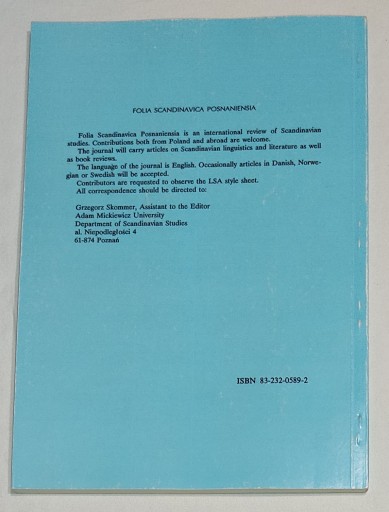 FOLIA SCANDINAVICA POSNANIENSIA
Folia Scandinavica Posnaniensia is an international review of Scandinavian
studies. Contributions both from Poland and abroad are welcome.
The journal will carry articles on Scandinavian linguistics and literature as well
as book reviews.
The language of the journal is English. Occasionally articles in Danish, Norwe-
gian or Swedish will be accepted.
Contributors are requested to observe the LSA style sheet.
All correspondence should be directed to:
Grzegorz Skommer, Assistant to the Editor
Adam Mickiewicz University
Department of Scandinavian Studies
al. Niepodległości 4
61-874 Poznań
ISBN 83-232-0589-2